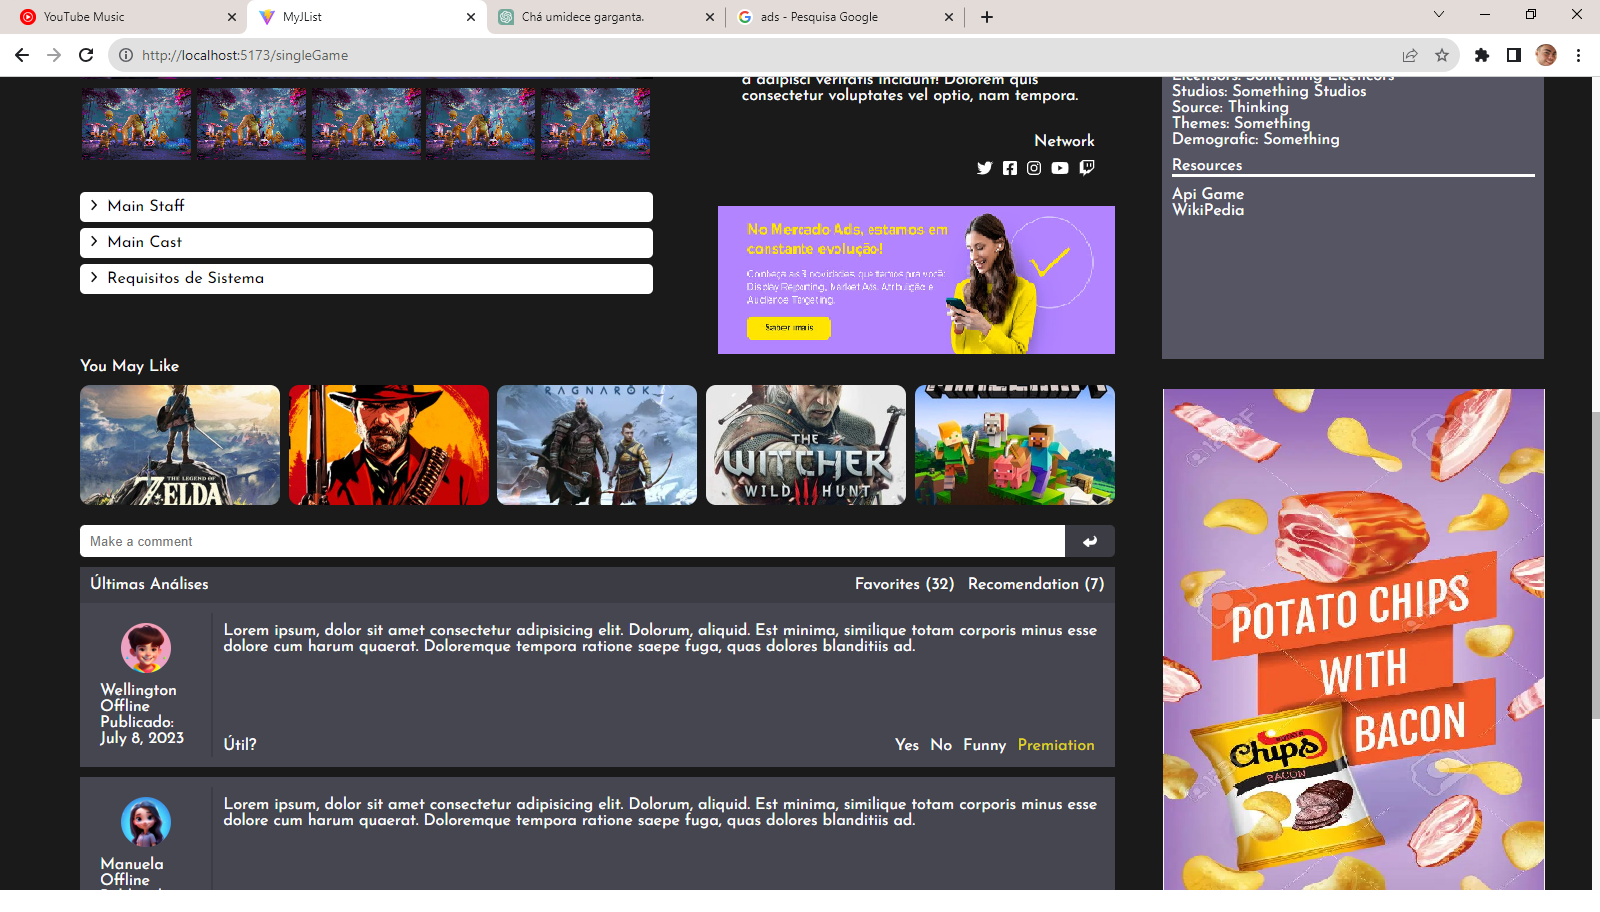 YouTube Music
MyJList
Chá umidece garganta.
ads - Pesquisa Google
http://localhost:5173/singleGame
a adipisci veritatis incidunt! Dolorem quis
consectetur voluptates vel optio, nam tempora.
Network
Main Staff
Main Cast
Requisitos de Sistema
No Mercado Ads, estamos em
constante evolução!
Conheça as 3 novidades que temos pra você:
Display Reporting, Market Ads, Atribuição e
Audience Targeting.
Saber mais
Licensors: Something Licencors
Studios: Something Studios
Source: Thinking
Themes: Something
Demografic: Something
Resources
Api Game
WikiPedia
You May Like
THE LEGEND OF
ZELDA
RAGNARÖK
THE
WITCHER
WILD HUNT
MINECRAFT
Make a comment
Últimas Análises
Favorites (32)
Recomendation (7)
Wellington
Offline
Publicado:
July 8, 2023
Lorem ipsum, dolor sit amet consectetur adipisicing elit. Dolorum, aliquid. Est minima, similique totam corporis minus esse
dolore cum harum quaerat. Doloremque tempora ratione saepe fuga, quas dolores blanditiis ad.
Útil?
Yes No Funny Premiation
Manuela
Offline
Lorem ipsum, dolor sit amet consectetur adipisicing elit. Dolorum, aliquid. Est minima, similique totam corporis minus esse
dolore cum harum quaerat. Doloremque tempora ratione saepe fuga, quas dolores blanditiis ad.
POTATO CHIPS
WITH
BACON
POTATO
Chips
BACON